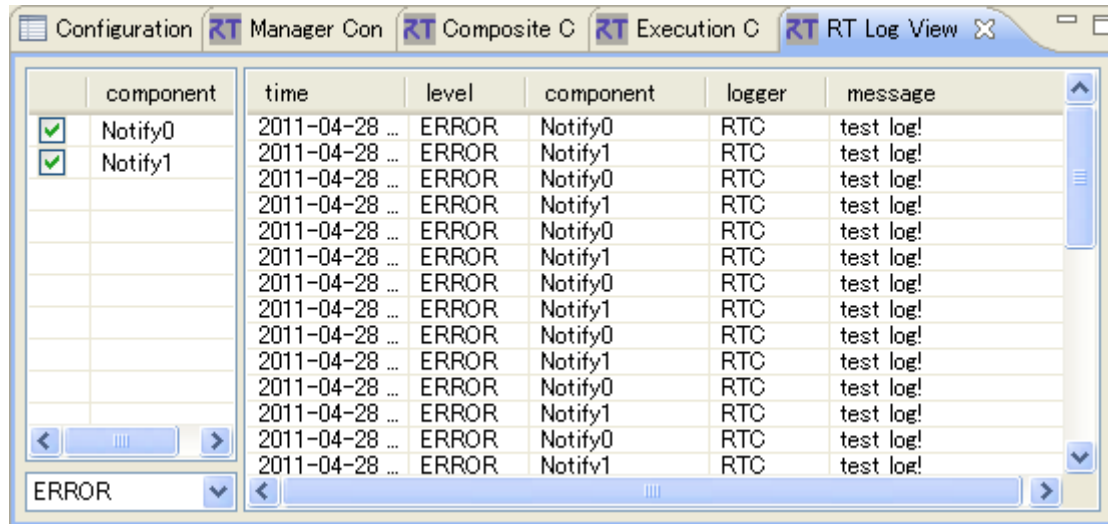 Configuration RT Manager Con RT Composite C RT Execution C RT RT Log View
component
Notify0
Notify1
ERROR
time level component logger message
2011-04-28 ... ERROR Notify0 RTC test log!
2011-04-28 ... ERROR Notify1 RTC test log!
2011-04-28 ... ERROR Notify0 RTC test log!
2011-04-28 ... ERROR Notify1 RTC test log!
2011-04-28 ... ERROR Notify0 RTC test log!
2011-04-28 ... ERROR Notify1 RTC test log!
2011-04-28 ... ERROR Notify0 RTC test log!
2011-04-28 ... ERROR Notify1 RTC test log!
2011-04-28 ... ERROR Notify0 RTC test log!
2011-04-28 ... ERROR Notify1 RTC test log!
2011-04-28 ... ERROR Notify0 RTC test log!
2011-04-28 ... ERROR Notify1 RTC test log!
2011-04-28 ... ERROR Notify0 RTC test log!
2011-04-28 ... ERROR Notify1 RTC test log!